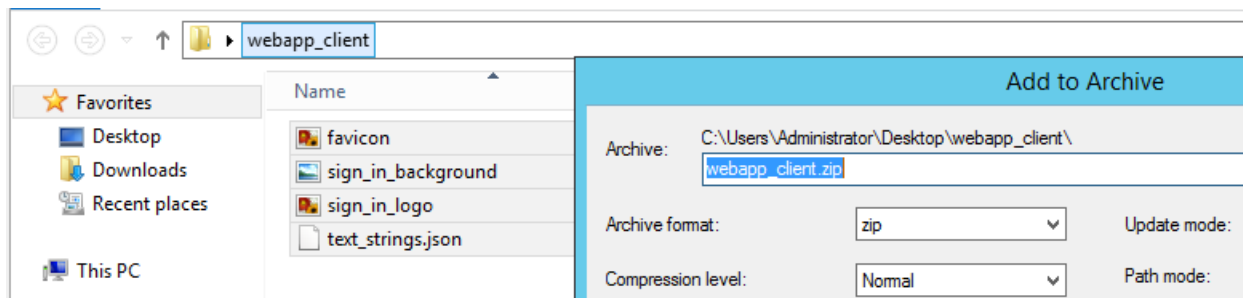 webapp_client
Favorites
Desktop
Downloads
Recent places
This PC
Name
favicon
sign_in_background
sign_in_logo
text_strings.json
Add to Archive
Archive: C:\Users\Administrator\Desktop\webapp_client\
webapp_client.zip
Archive format: zip Update mode:
Compression level: Normal Path mode: